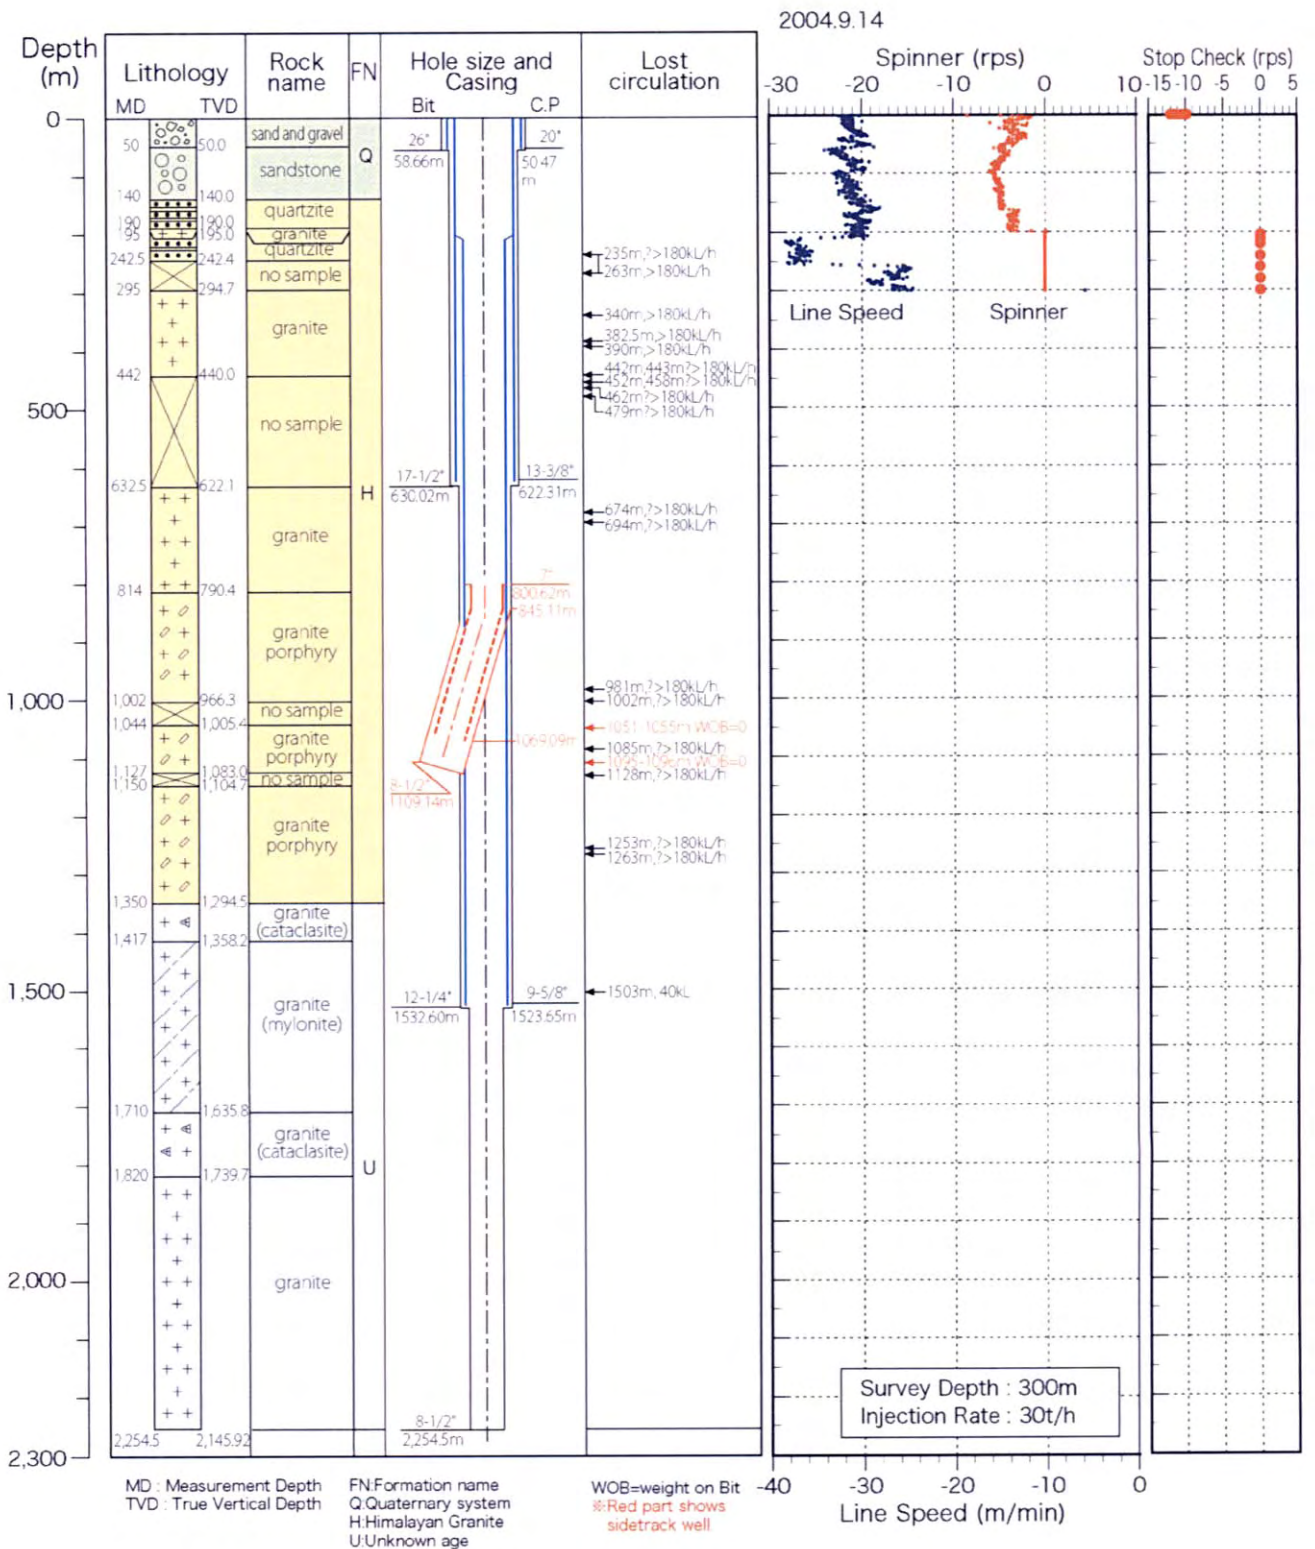 2004.9.14
Depth (m)
Lithology
MD TVD
Rock name
FN
Hole size and Casing
Bit C.P
Lost circulation
Spinner (rps)
-30 -20 -10 0 10
Stop Check (rps)
-15 -10 -5 0 5
0
500
1,000
1,500
2,000
2,300
50 50.0
140 140.0
190 190.0
195 195.0
242.5 242.4
295 294.7
442 440.0
632.5 622.1
814 790.4
1,002 966.3
1,044 1,005.4
1,127 1,083.0
1,150 1,104.7
1,350 1,294.5
1,417 1,358.2
1,710 1,635.8
1,820 1,739.7
2,254.5 2,145.92
sand and gravel
sandstone
quartzite
granite
quartzite
no sample
granite
no sample
granite
granite porphyry
no sample
granite porphyry
no sample
granite porphyry
granite (cataclasite)
granite (mylonite)
granite (cataclasite)
granite
Q
H
U
26" 20"
58.66m 50.47 m
17-1/2" 13-3/8"
630.02m 622.31m
7"
800.62m
845.11m
1069.09m
8-1/2"
1109.14m
12-1/4" 9-5/8"
1532.60m 1523.65m
8-1/2"
2,254.5m
235m,?>180kL/h
263m,>180kL/h
340m,>180kL/h
382.5m,>180kL/h
390m,>180kL/h
442m,443m?>180kL/h
452m,458m?>180kL/h
462m?>180kL/h
479m?>180kL/h
674m,?>180kL/h
694m,?>180kL/h
981m,?>180kL/h
1002m,?>180kL/h
1051-1055m WOB=0
1085m,?>180kL/h
1095-1096m WOB=0
1128m,?>180kL/h
1253m,?>180kL/h
1263m,?>180kL/h
1503m, 40kL
Line Speed Spinner
Survey Depth : 300m
Injection Rate : 30t/h
-40 -30 -20 -10 0
Line Speed (m/min)
MD : Measurement Depth
TVD : True Vertical Depth
FN:Formation name
Q:Quaternary system
H:Himalayan Granite
U:Unknown age
WOB=weight on Bit
※Red part shows
sidetrack well